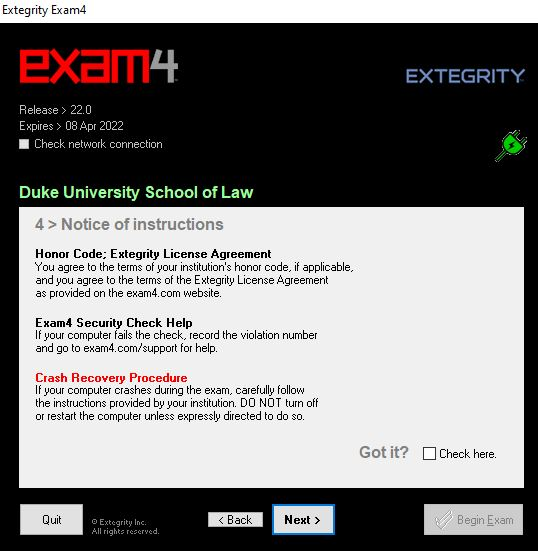 Extegrity Exam4
exam4
EXTEGRITY
Release > 22.0
Expires > 08 Apr 2022
Check network connection
Duke University School of Law
4 > Notice of instructions
Honor Code; Extegrity License Agreement
You agree to the terms of your institution's honor code, if applicable,
and you agree to the terms of the Extegrity License Agreement
as provided on the exam4.com website.
Exam4 Security Check Help
If your computer fails the check, record the violation number
and go to exam4.com/support for help.
Crash Recovery Procedure
If your computer crashes during the exam, carefully follow
the instructions provided by your institution. DO NOT turn off
or restart the computer unless expressly directed to do so.
Got it? Check here.
Quit
© Extegrity Inc.
All rights reserved.
< Back
Next >
Begin Exam